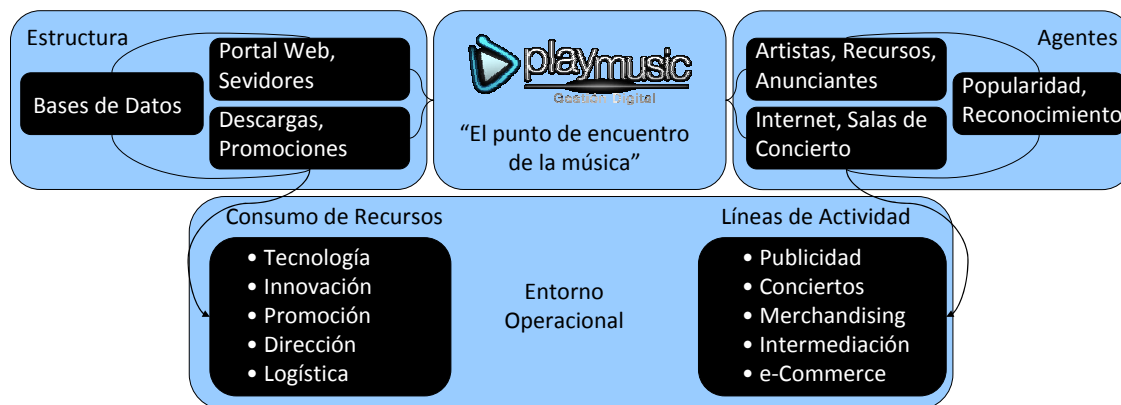 Estructura
Portal Web,
Sevidores
Bases de Datos
Descargas,
Promociones
playmusic
Gestión Digital
“El punto de encuentro
de la música”
Artistas, Recursos,
Anunciantes
Agentes
Popularidad,
Reconocimiento
Internet, Salas de
Concierto
Consumo de Recursos
• Tecnología
• Innovación
• Promoción
• Dirección
• Logística
Entorno
Operacional
Líneas de Actividad
• Publicidad
• Conciertos
• Merchandising
• Intermediación
• e-Commerce